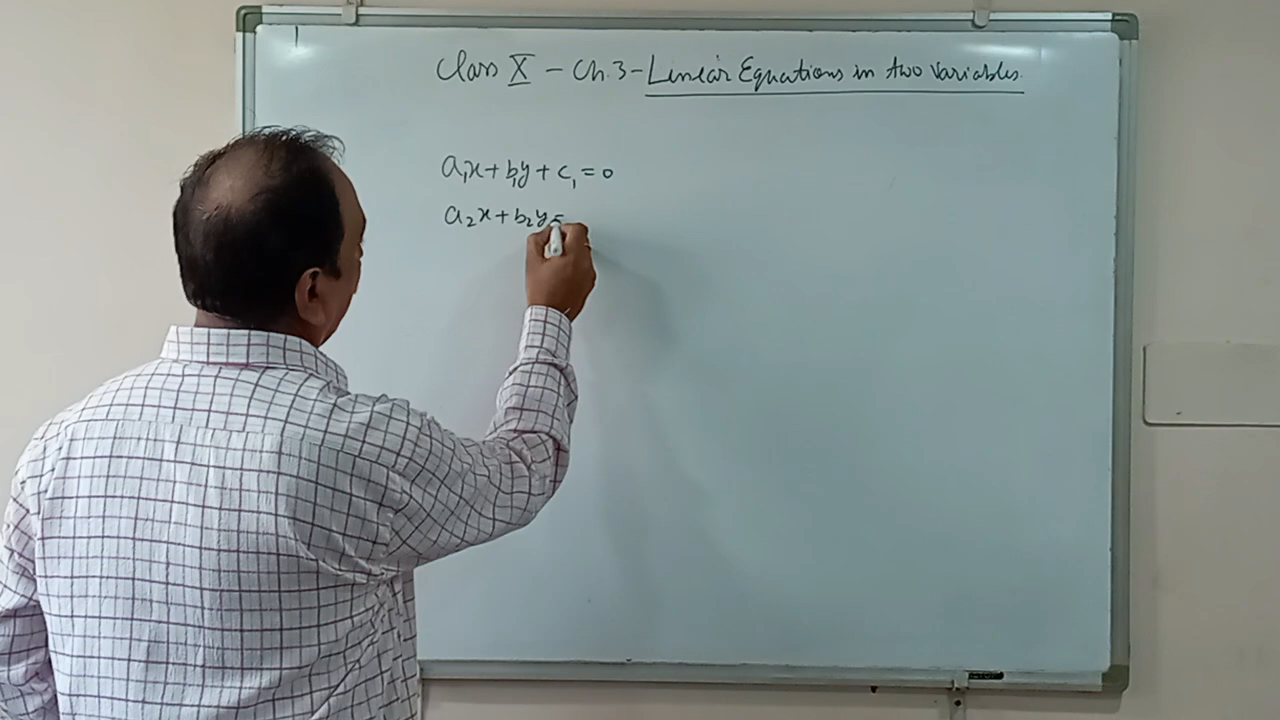 Class X - Ch.3 - Linear Equations in two variables.
a₁x + b₁y + c₁ = 0
a₂x + b₂y =